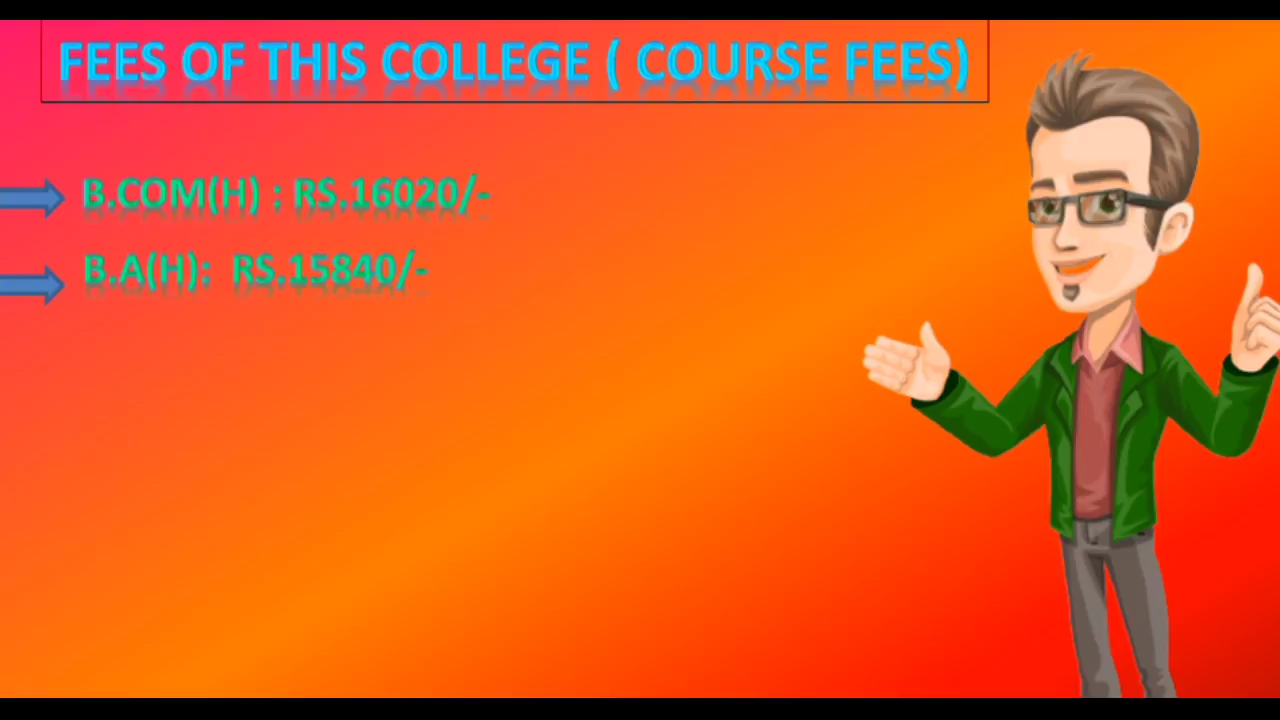 FEES OF THIS COLLEGE ( COURSE FEES)
B.COM(H) : RS.16020/-
B.A(H): RS.15840/-